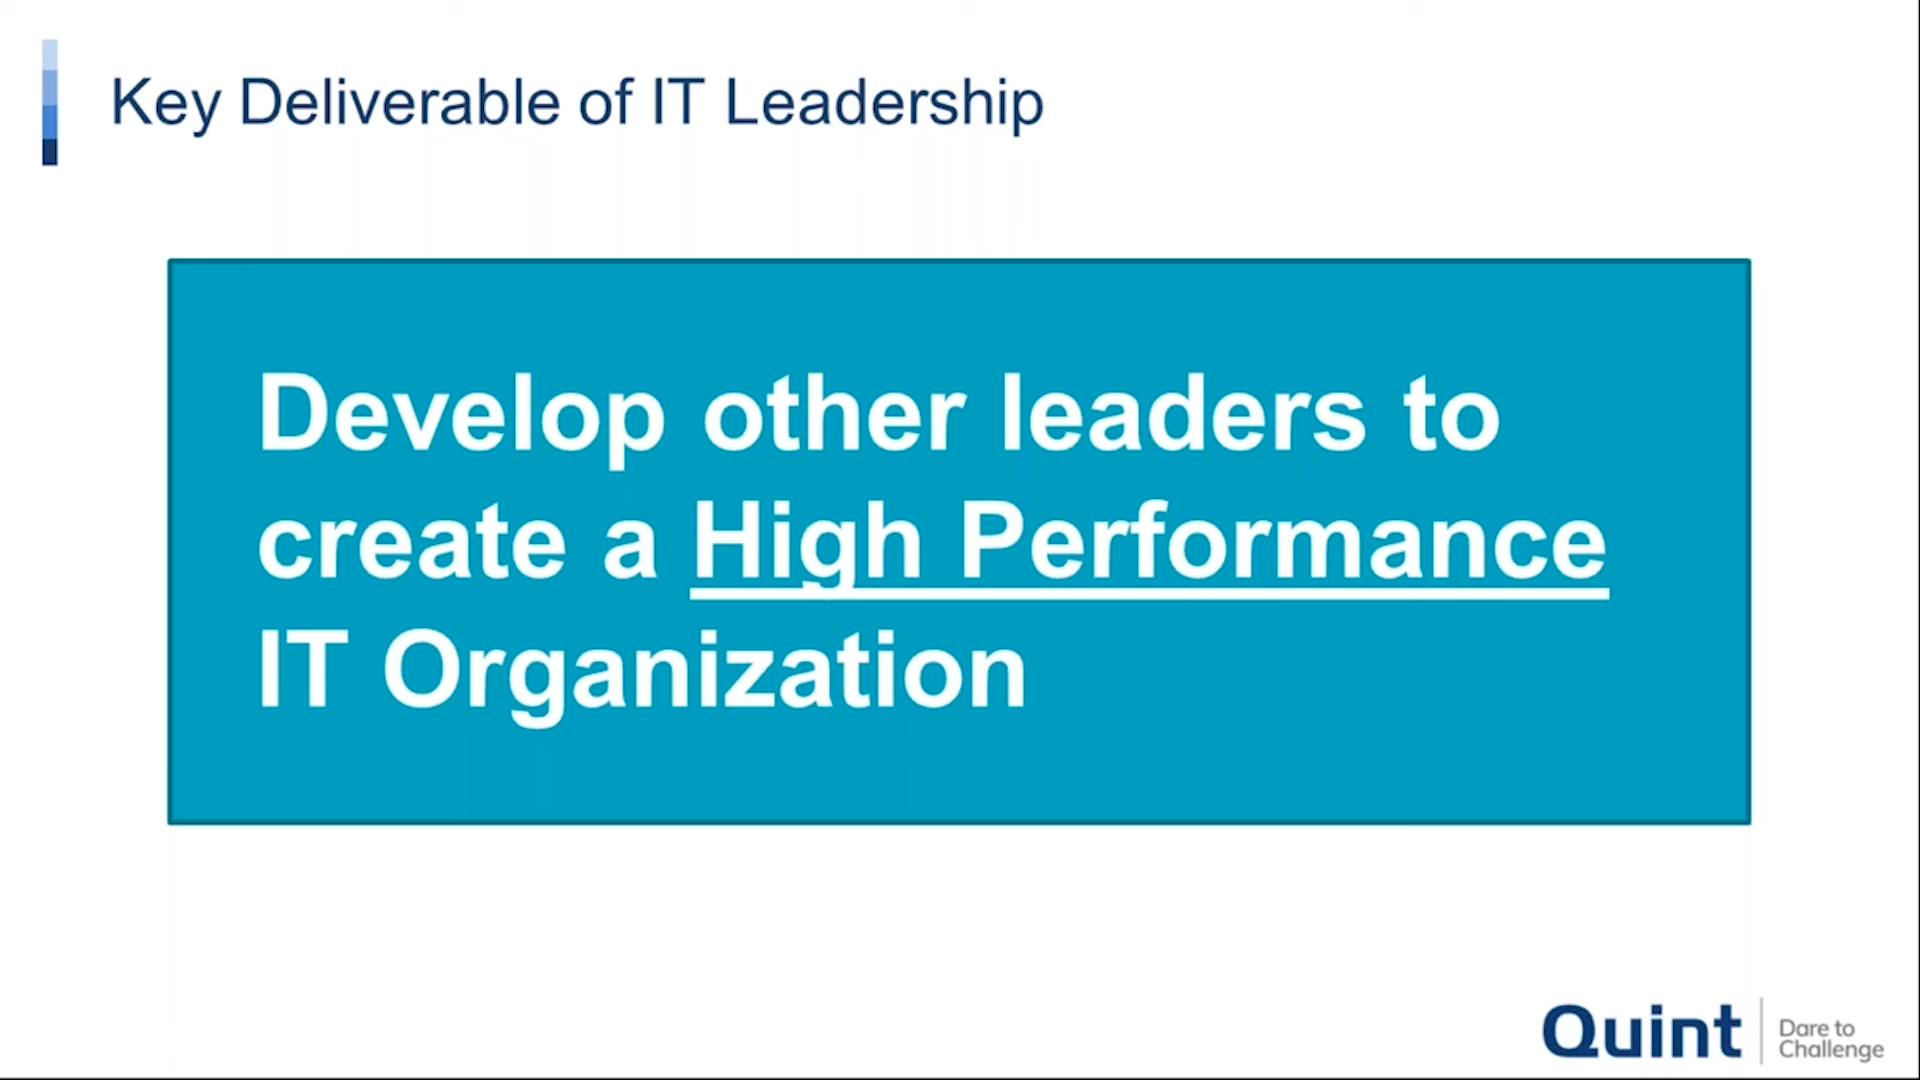 Key Deliverable of IT Leadership
Develop other leaders to
create a High Performance
IT Organization
Quint
Dare to
Challenge